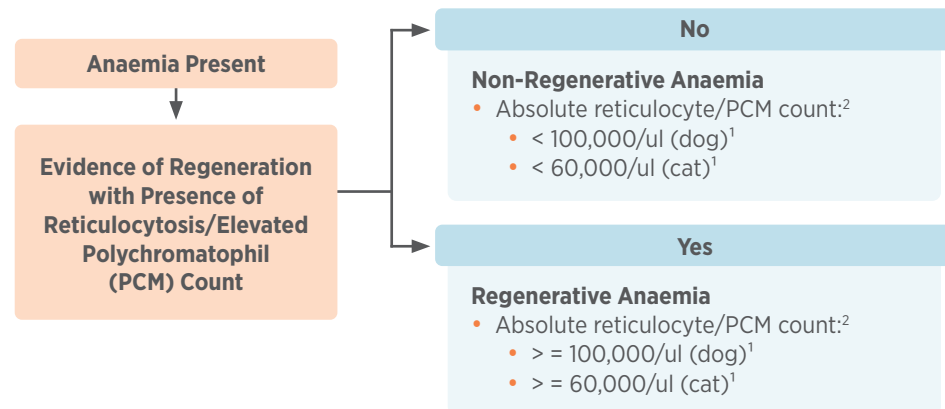 Anaemia Present
Evidence of Regeneration
with Presence of
Reticulocytosis/Elevated
Polychromatophil
(PCM) Count
No
Non-Regenerative Anaemia
• Absolute reticulocyte/PCM count:²
• < 100,000/ul (dog)¹
• < 60,000/ul (cat)¹
Yes
Regenerative Anaemia
• Absolute reticulocyte/PCM count:²
• > = 100,000/ul (dog)¹
• > = 60,000/ul (cat)¹